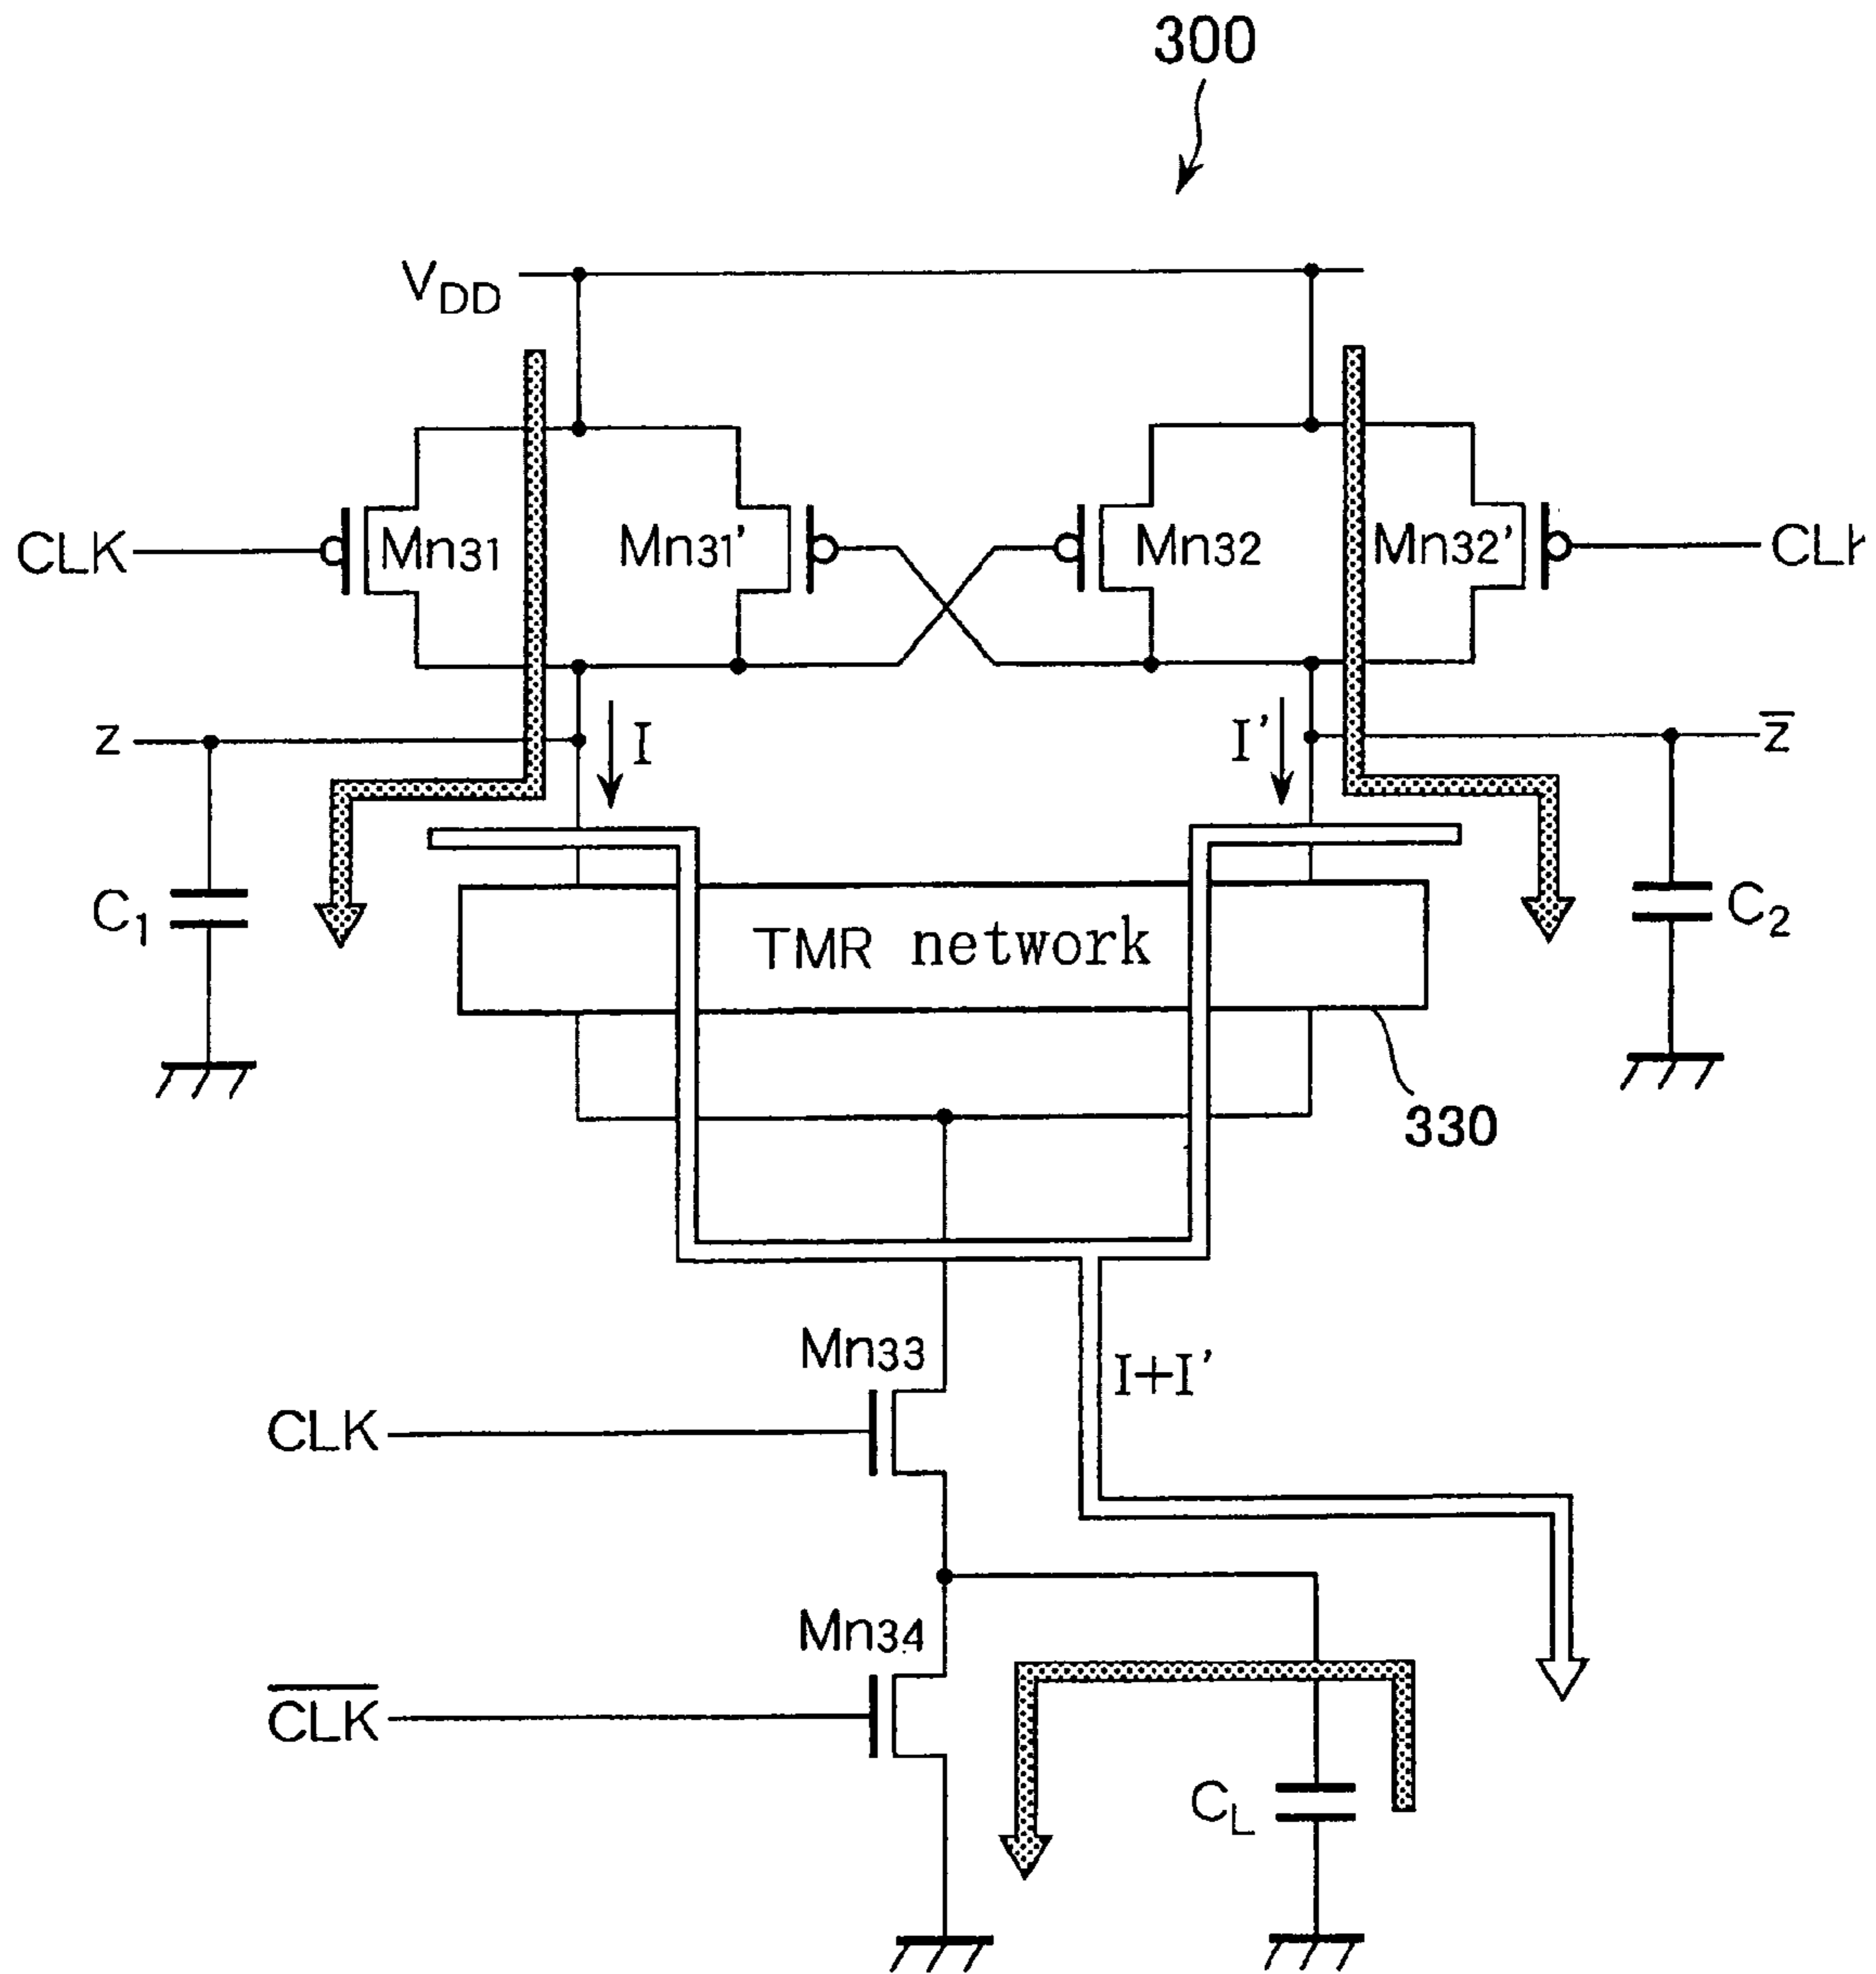 300
VDD
CLK
Mn31
Mn31'
Mn32
Mn32'
z
I
I'
z̅
C1
TMR network
C2
330
Mn33
I+I'
CLK
Mn34
C̅L̅K̅
CL